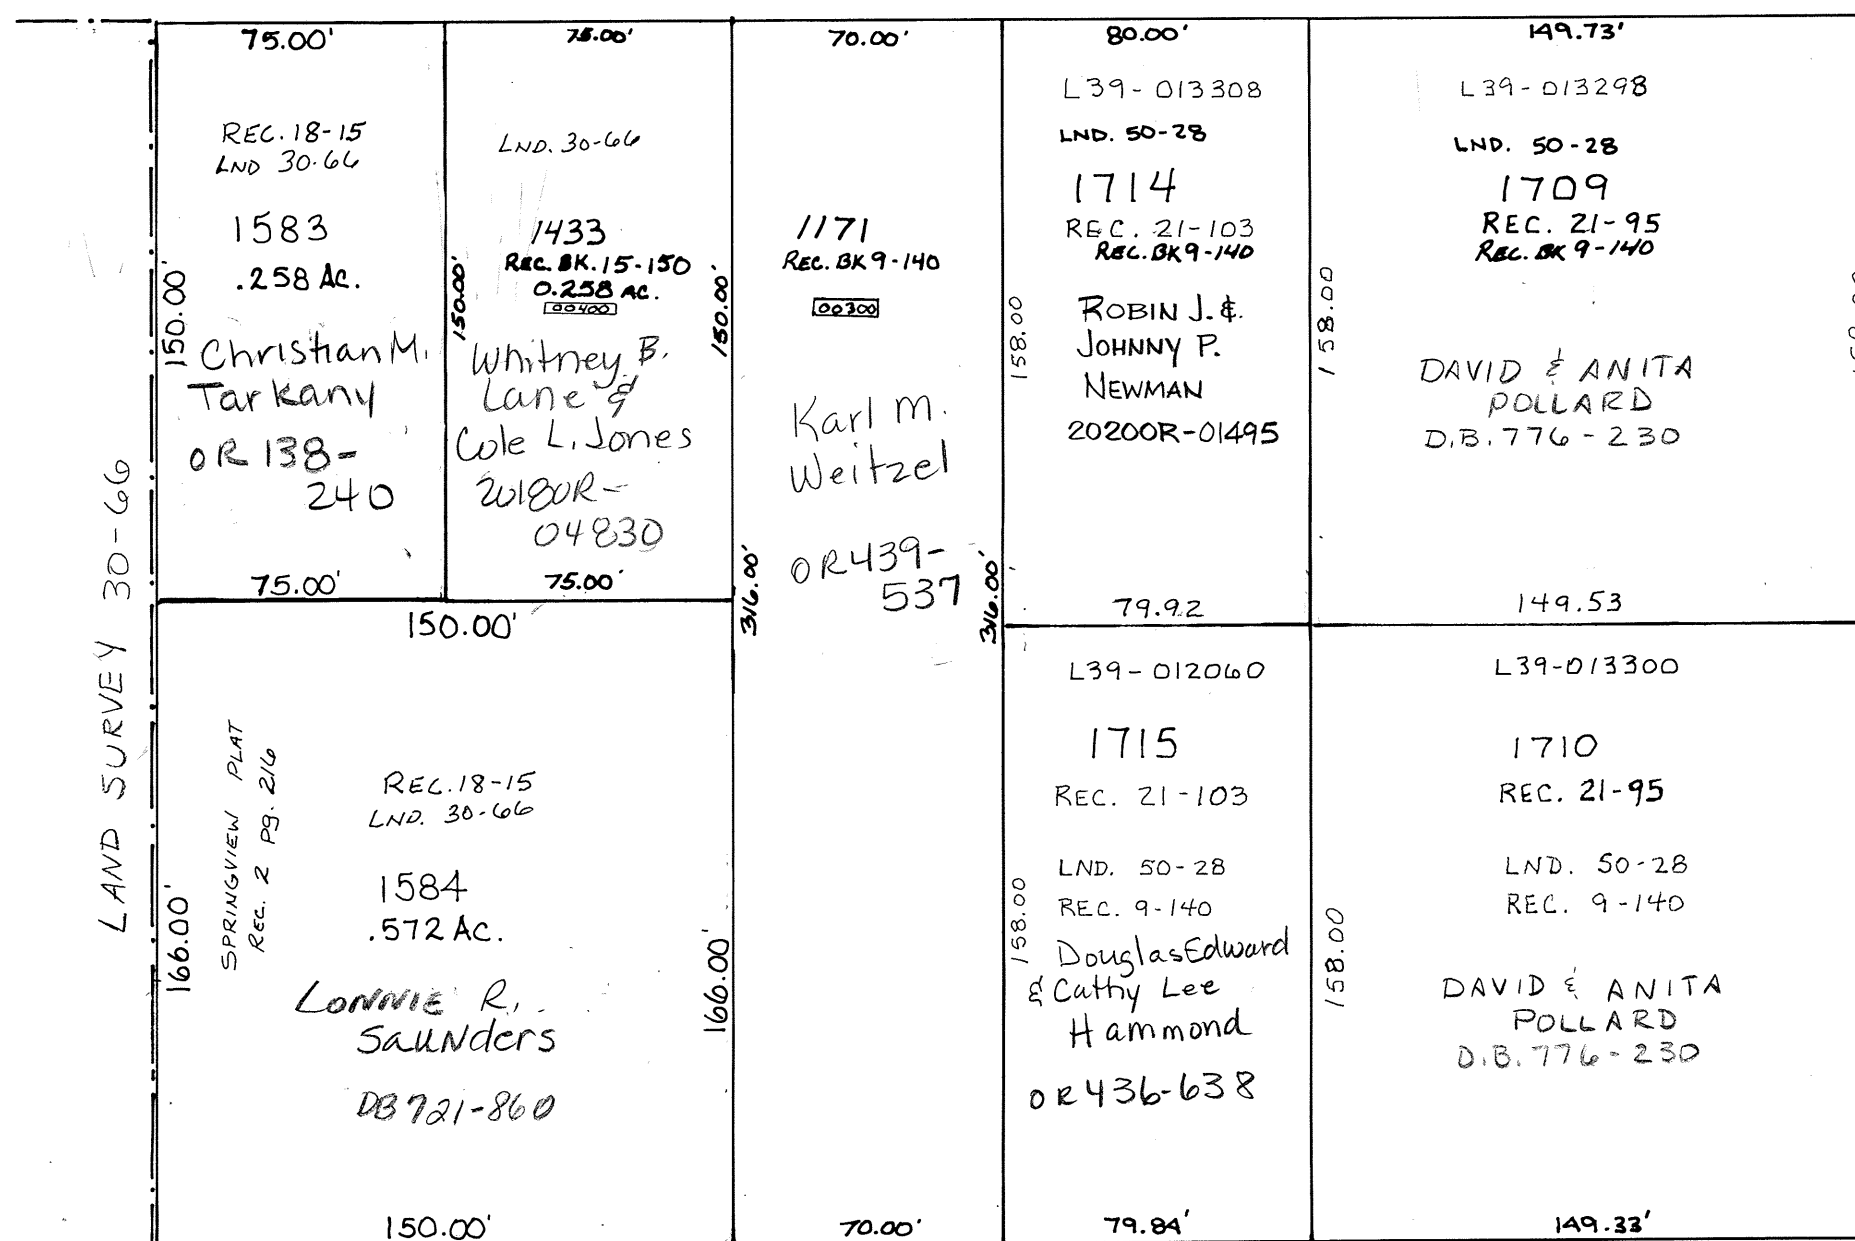 75.00'
REC. 18-15
LND 30-66
1583
.258 AC.
150.00'
Christian M.
Tarkany
OR 138-
240
75.00'
75.00'
LND. 30-66
1433
REC. BK. 15-150
0.258 AC.
00400
150.00'
150.00'
Whitney B.
Lane &
Cole L. Jones
2018OR-
04830
75.00'
70.00'
1171
REC. BK 9-140
00300
Karl M.
Weitzel
OR 439-
537
316.00'
316.00'
70.00'
80.00'
L39-013308
LND. 50-28
1714
REC. 21-103
REC. BK 9-140
158.00
ROBIN J. &
JOHNNY P.
NEWMAN
2020OR-01495
79.92
149.73'
L39-013298
LND. 50-28
1709
REC. 21-95
REC. BK 9-140
158.00
DAVID & ANITA
POLLARD
D.B. 776-230
149.53
LAND SURVEY 30-66
150.00'
SPRINGVIEW PLAT
REC. 2 Pg. 216
REC. 18-15
LND. 30-66
1584
.572 AC.
166.00'
166.00'
LONNIE R.
SAUNders
DB 721-860
150.00'
L39-012060
1715
REC. 21-103
LND. 50-28
REC. 9-140
158.00
Douglas Edward
& Cathy Lee
Hammond
OR 436-638
79.84'
L39-013300
1710
REC. 21-95
LND. 50-28
REC. 9-140
158.00
DAVID & ANITA
POLLARD
D.B. 776-230
149.33'